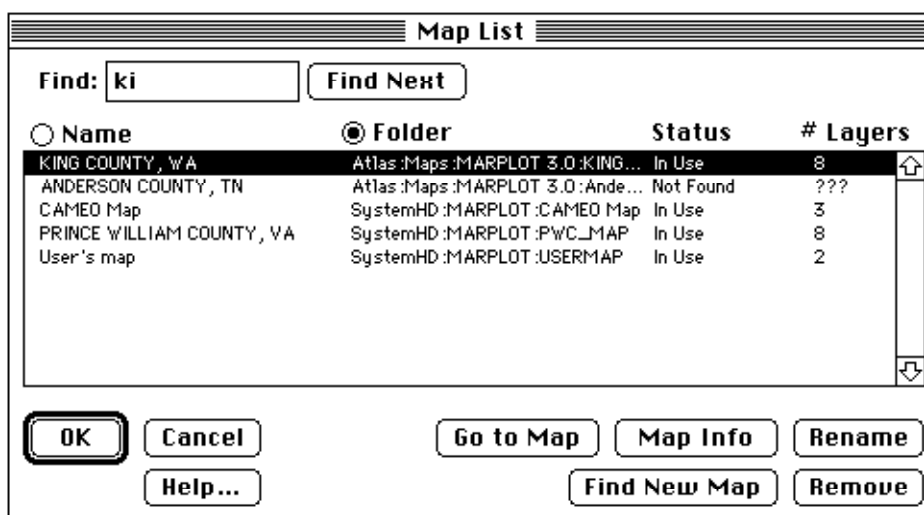 Map List
Find: ki Find Next
Name Folder Status # Layers
KING COUNTY, WA Atlas:Maps:MARPLOT 3.0:KING... In Use 8
ANDERSON COUNTY, TN Atlas:Maps:MARPLOT 3.0:Ande... Not Found ???
CAMEO Map SystemHD:MARPLOT:CAMEO Map In Use 3
PRINCE WILLIAM COUNTY, VA SystemHD:MARPLOT:PWC_MAP In Use 8
User's map SystemHD:MARPLOT:USERMAP In Use 2
OK Cancel Go to Map Map Info Rename
Help... Find New Map Remove